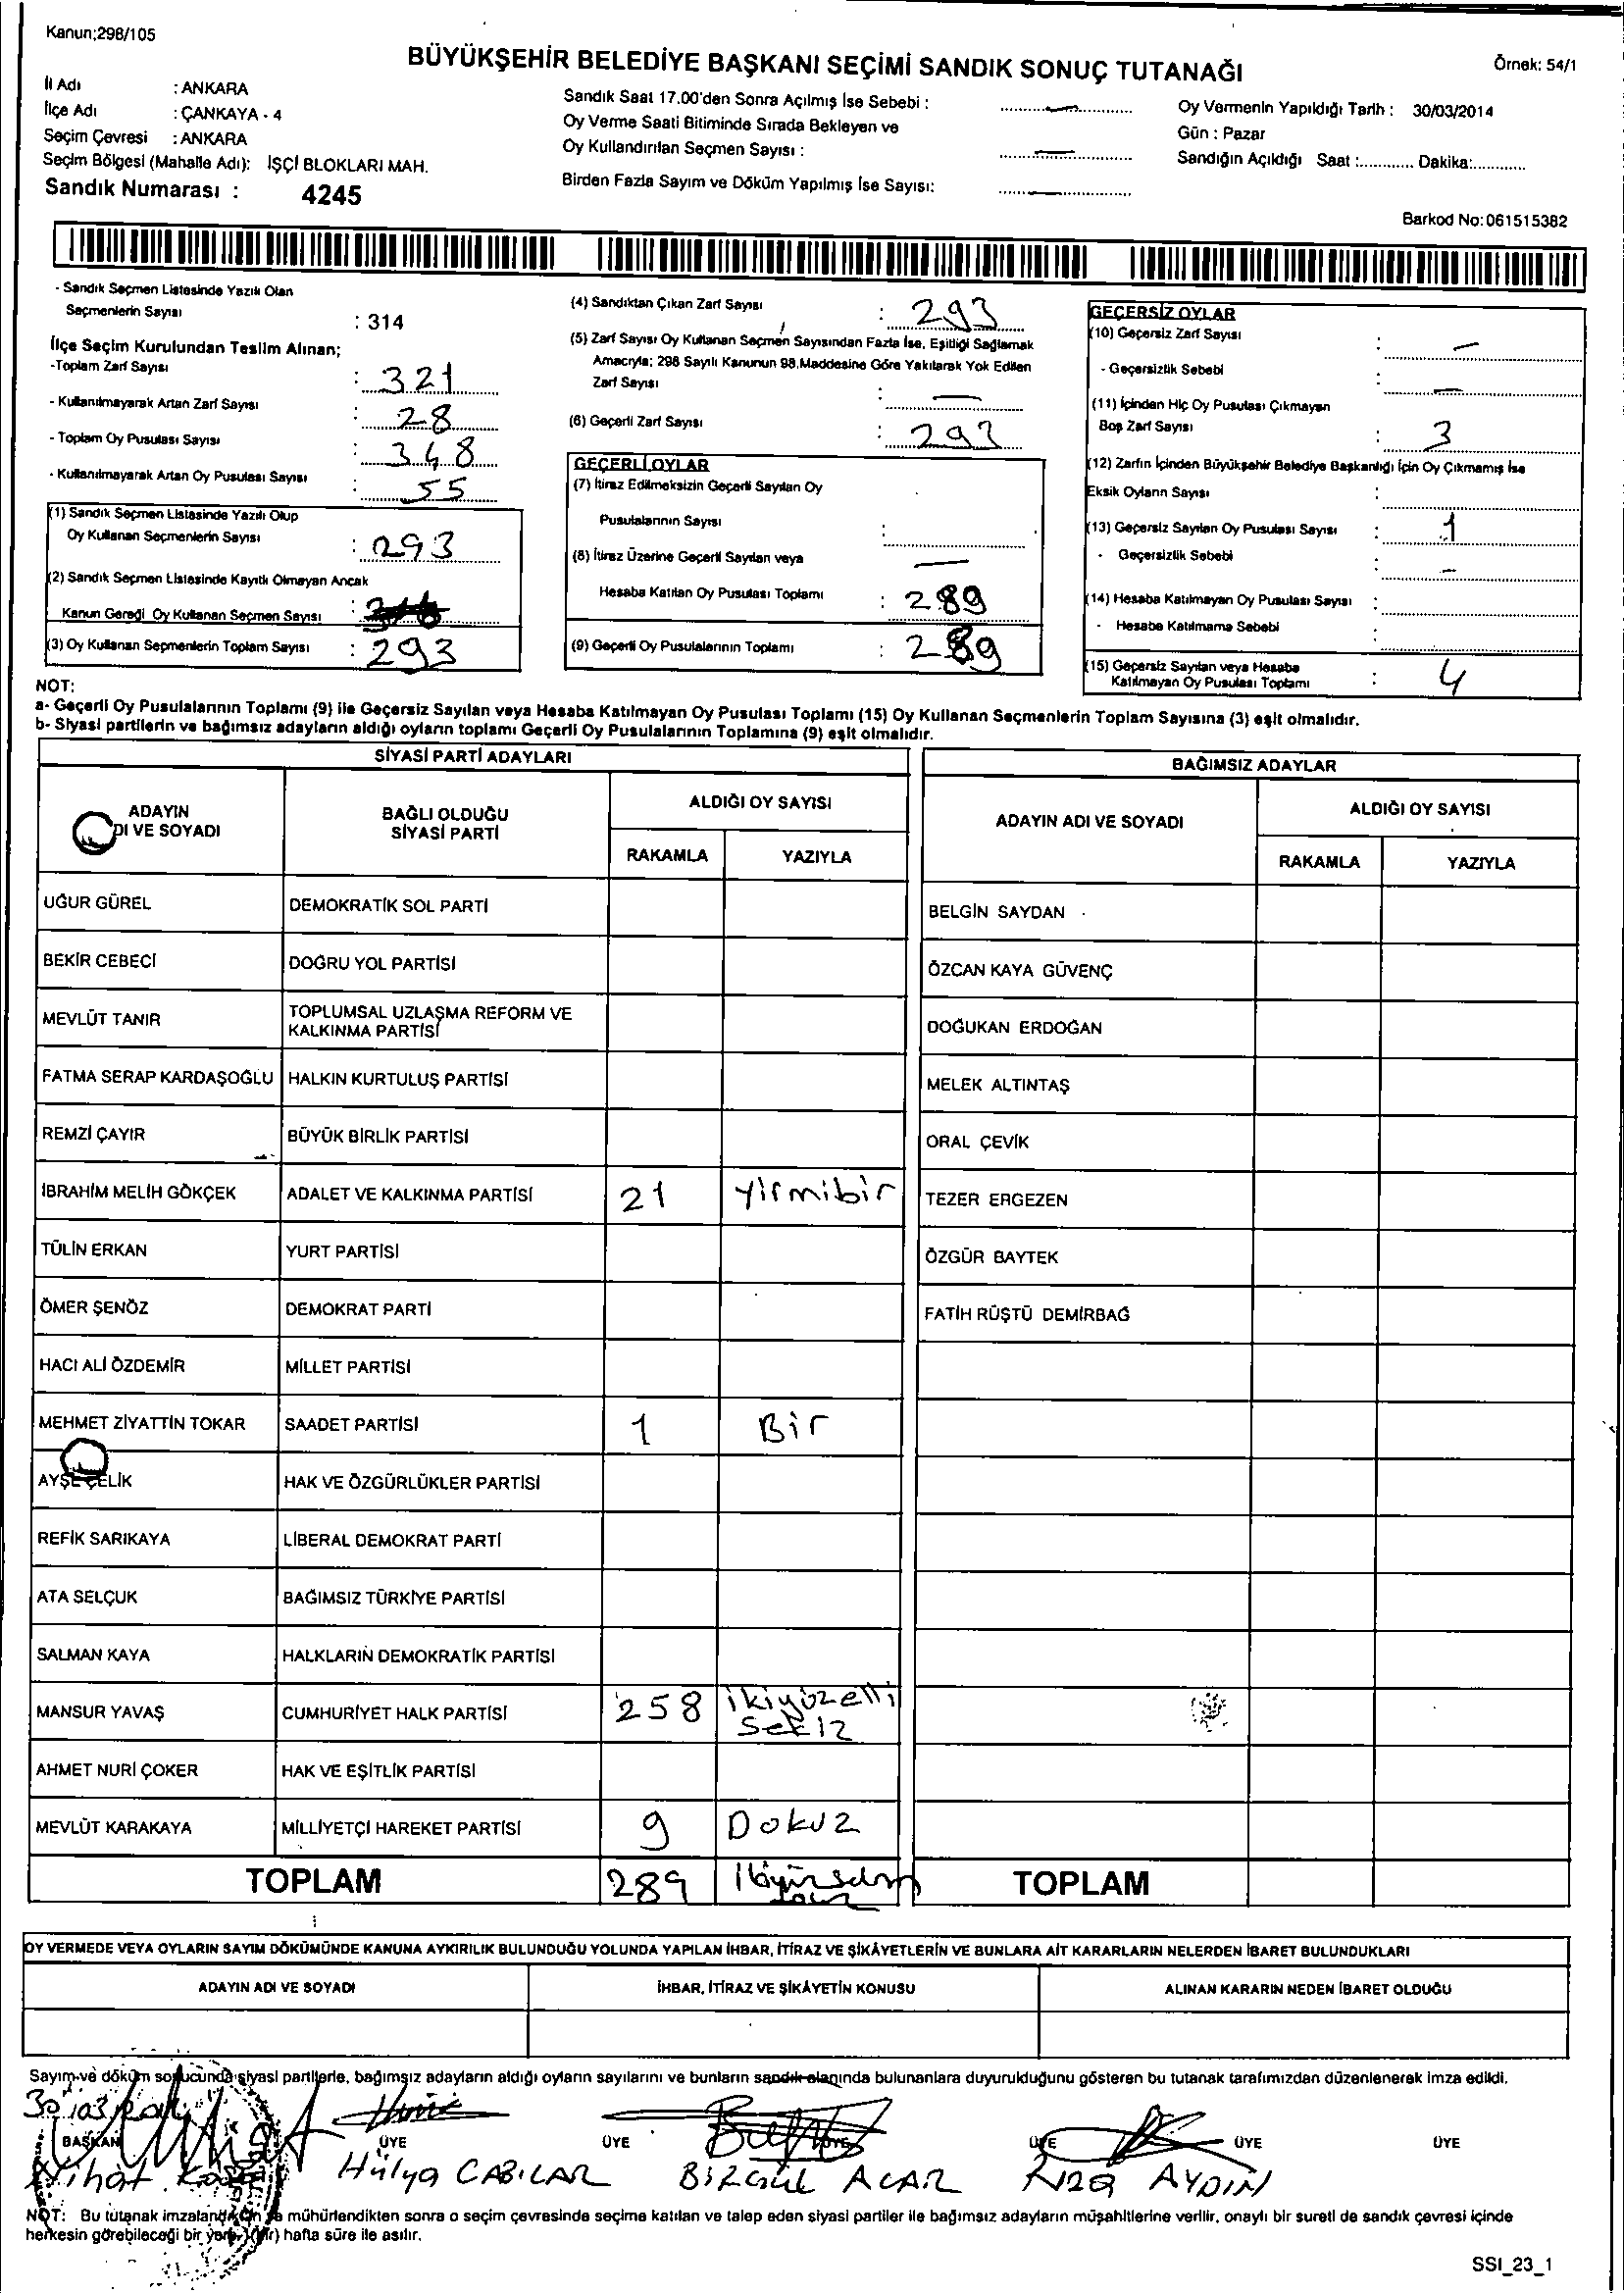 Kanun;298/105
BÜYÜKŞEHİR BELEDİYE BAŞKANI SEÇİMİ SANDIK SONUÇ TUTANAĞI
Örnek: 54/1
İl Adı : ANKARA
İlçe Adı : ÇANKAYA - 4
Seçim Çevresi : ANKARA
Seçim Bölgesi (Mahalle Adı): İŞÇİ BLOKLARI MAH.
Sandık Numarası : 4245
Sandık Saat 17.00'den Sonra Açılmış İse Sebebi : —
Oy Verme Saati Bitiminde Sırada Bekleyen ve
Oy Kullandırılan Seçmen Sayısı : —
Birden Fazla Sayım ve Döküm Yapılmış İse Sayısı: —
Oy Vermenin Yapıldığı Tarih : 30/03/2014
Gün : Pazar
Sandığın Açıldığı Saat :............ Dakika:............
Barkod No:061515382
- Sandık Seçmen Listesinde Yazılı Olan
Seçmenlerin Sayısı : 314
İlçe Seçim Kurulundan Teslim Alınan;
-Toplam Zarf Sayısı : 321
- Kullanılmayarak Artan Zarf Sayısı : 28
- Toplam Oy Pusulası Sayısı : 348
- Kullanılmayarak Artan Oy Pusulası Sayısı : 55
(1) Sandık Seçmen Listesinde Yazılı Olup
Oy Kullanan Seçmenlerin Sayısı : 293
(2) Sandık Seçmen Listesinde Kayıtlı Olmayan Ancak
Kanun Gereği Oy Kullanan Seçmen Sayısı :
(3) Oy Kullanan Seçmenlerin Toplam Sayısı : 293
(4) Sandıktan Çıkan Zarf Sayısı : 293
(5) Zarf Sayısı Oy Kullanan Seçmen Sayısından Fazla İse, Eşitliği Sağlamak
Amacıyla; 298 Sayılı Kanunun 98.Maddesine Göre Yakılarak Yok Edilen
Zarf Sayısı : —
(6) Geçerli Zarf Sayısı : 293
GEÇERLİ OYLAR
(7) İtiraz Edilmeksizin Geçerli Sayılan Oy
Pusulalarının Sayısı :
(8) İtiraz Üzerine Geçerli Sayılan veya —
Hesaba Katılan Oy Pusulası Toplamı : 289
(9) Geçerli Oy Pusulalarının Toplamı : 289
GEÇERSİZ OYLAR
(10) Geçersiz Zarf Sayısı : —
- Geçersizlik Sebebi : —
(11) İçinden Hiç Oy Pusulası Çıkmayan
Boş Zarf Sayısı : 3
(12) Zarfın İçinden Büyükşehir Belediye Başkanlığı İçin Oy Çıkmamış İse
Eksik Oyların Sayısı :
(13) Geçersiz Sayılan Oy Pusulası Sayısı : 1
- Geçersizlik Sebebi : —
(14) Hesaba Katılmayan Oy Pusulası Sayısı :
- Hesaba Katılmama Sebebi :
(15) Geçersiz Sayılan veya Hesaba
Katılmayan Oy Pusulası Toplamı : 4
NOT:
a- Geçerli Oy Pusulalarının Toplamı (9) ile Geçersiz Sayılan veya Hesaba Katılmayan Oy Pusulası Toplamı (15) Oy Kullanan Seçmenlerin Toplam Sayısına (3) eşit olmalıdır.
b- Siyasi partilerin ve bağımsız adayların aldığı oyların toplamı Geçerli Oy Pusulalarının Toplamına (9) eşit olmalıdır.
SİYASİ PARTİ ADAYLARI
ADAYIN
DI VE SOYADI
BAĞLI OLDUĞU
SİYASİ PARTİ
ALDIĞI OY SAYISI
RAKAMLA YAZIYLA
UĞUR GÜREL DEMOKRATİK SOL PARTİ
BEKİR CEBECİ DOĞRU YOL PARTİSİ
MEVLÜT TANIR TOPLUMSAL UZLAŞMA REFORM VE
KALKINMA PARTİSİ
FATMA SERAP KARDAŞOĞLU HALKIN KURTULUŞ PARTİSİ
REMZİ ÇAYIR BÜYÜK BİRLİK PARTİSİ
İBRAHİM MELİH GÖKÇEK ADALET VE KALKINMA PARTİSİ 21 yirmibir
TÜLİN ERKAN YURT PARTİSİ
ÖMER ŞENÖZ DEMOKRAT PARTİ
HACI ALİ ÖZDEMİR MİLLET PARTİSİ
MEHMET ZİYATTİN TOKAR SAADET PARTİSİ 1 Bir
AYŞE ÇELİK HAK VE ÖZGÜRLÜKLER PARTİSİ
REFİK SARIKAYA LİBERAL DEMOKRAT PARTİ
ATA SELÇUK BAĞIMSIZ TÜRKİYE PARTİSİ
SALMAN KAYA HALKLARIN DEMOKRATİK PARTİSİ
MANSUR YAVAŞ CUMHURİYET HALK PARTİSİ 258 ikiyüzelli
sekiz
AHMET NURİ ÇOKER HAK VE EŞİTLİK PARTİSİ
MEVLÜT KARAKAYA MİLLİYETÇİ HAREKET PARTİSİ 9 Dokuz
TOPLAM 289
BAĞIMSIZ ADAYLAR
ADAYIN ADI VE SOYADI
ALDIĞI OY SAYISI
RAKAMLA YAZIYLA
BELGİN SAYDAN
ÖZCAN KAYA GÜVENÇ
DOĞUKAN ERDOĞAN
MELEK ALTINTAŞ
ORAL ÇEVİK
TEZER ERGEZEN
ÖZGÜR BAYTEK
FATİH RÜŞTÜ DEMİRBAĞ
TOPLAM
OY VERMEDE VEYA OYLARIN SAYIM DÖKÜMÜNDE KANUNA AYKIRILIK BULUNDUĞU YOLUNDA YAPILAN İHBAR, İTİRAZ VE ŞİKÂYETLERİN VE BUNLARA AİT KARARLARIN NELERDEN İBARET BULUNDUKLARI
ADAYIN ADI VE SOYADI İHBAR, İTİRAZ VE ŞİKÂYETİN KONUSU ALINAN KARARIN NEDEN İBARET OLDUĞU
Sayım ve döküm sonucunda siyasi partilerle, bağımsız adayların aldığı oyların sayılarını ve bunların sandık alanında bulunanlara duyurulduğunu gösteren bu tutanak tarafımızdan düzenlenerek imza edildi.
BAŞKAN ÜYE ÜYE ÜYE ÜYE ÜYE ÜYE
Nihat Hülya CABILAR BİRGÜL ACAR Rıza AYDIN
NOT: Bu tutanak imzalandıktan ve mühürlendikten sonra o seçim çevresinde seçime katılan ve talep eden siyasi partiler ile bağımsız adayların müşahitlerine verilir, onaylı bir sureti de sandık çevresi içinde
herkesin görebileceği bir yere, (bir) hafta süre ile asılır.
SSI_23_1